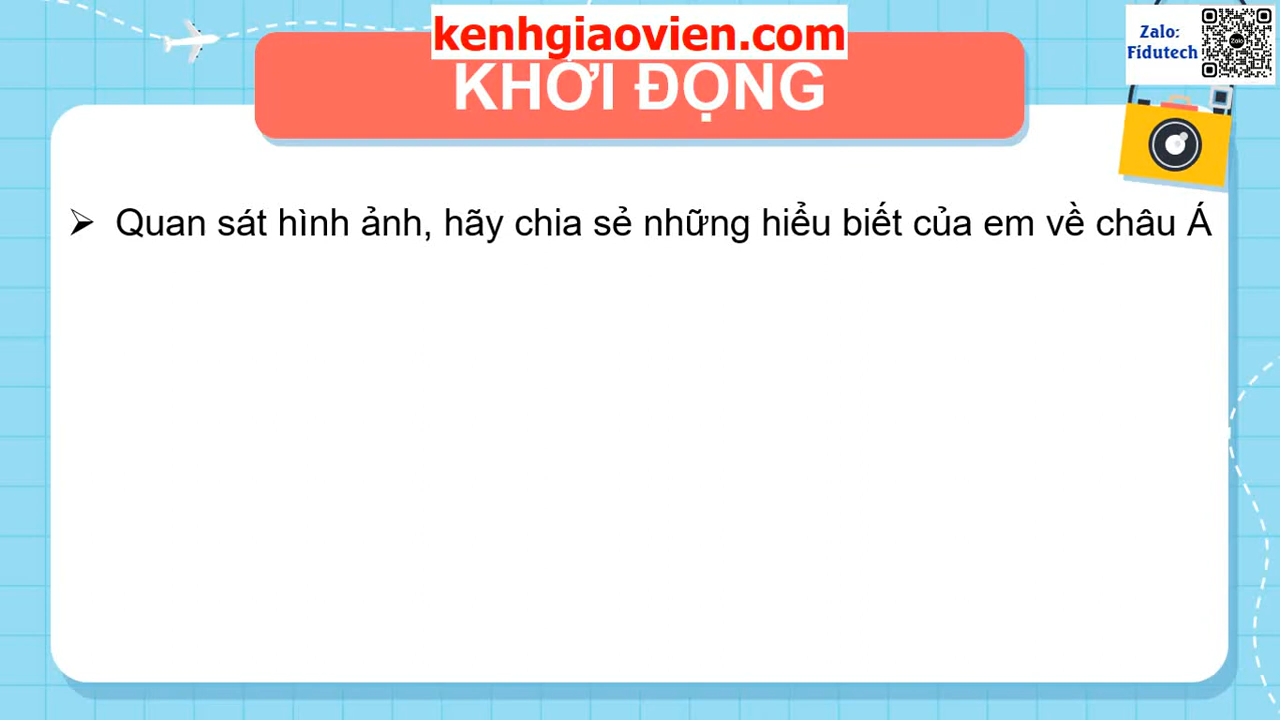 kenhgiaovien.com
Zalo:
Fidutech
KHỞI ĐỘNG
Quan sát hình ảnh, hãy chia sẻ những hiểu biết của em về châu Á